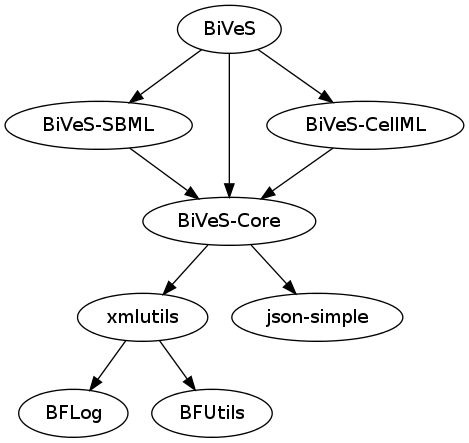 BiVeS
BiVeS-SBML
BiVeS-CellML
BiVeS-Core
xmlutils
json-simple
BFLog
BFUtils